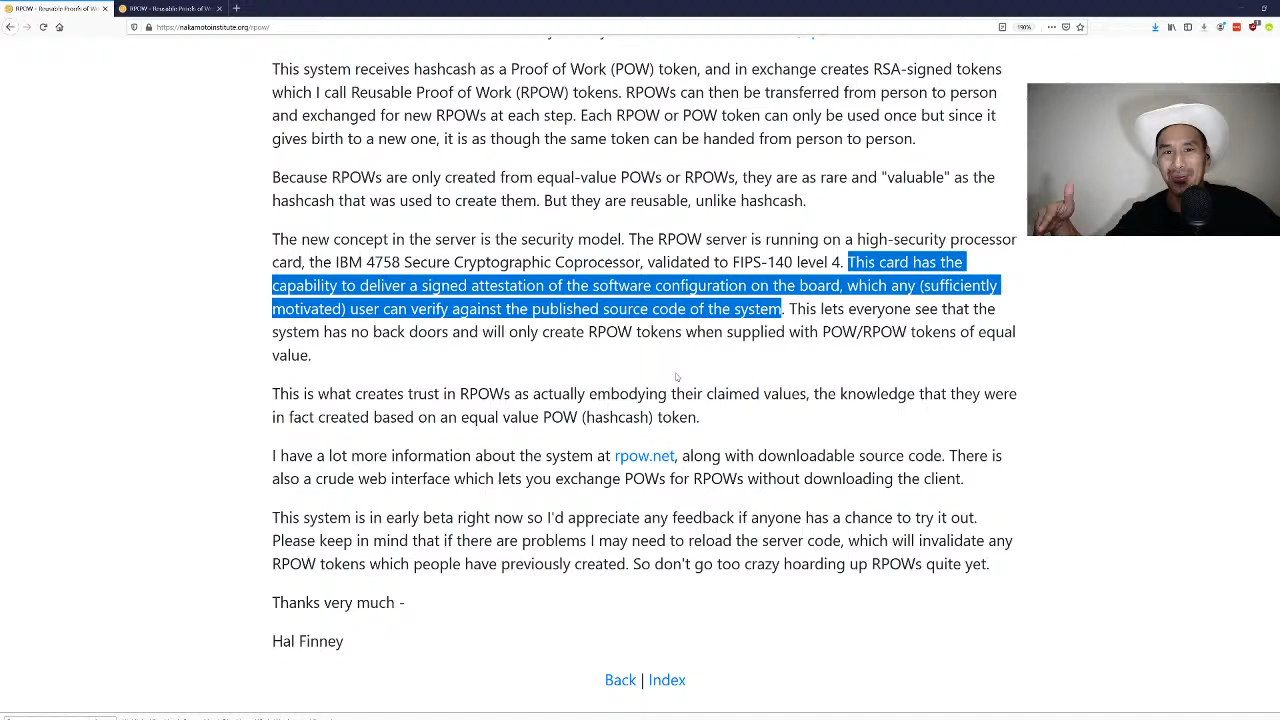 RPOW - Reusable Proofs of W
RPOW - Reusable Proofs of W
https://nakamotoinstitute.org/rpow/
190%
This system receives hashcash as a Proof of Work (POW) token, and in exchange creates RSA-signed tokens
which I call Reusable Proof of Work (RPOW) tokens. RPOWs can then be transferred from person to person
and exchanged for new RPOWs at each step. Each RPOW or POW token can only be used once but since it
gives birth to a new one, it is as though the same token can be handed from person to person.
Because RPOWs are only created from equal-value POWs or RPOWs, they are as rare and "valuable" as the
hashcash that was used to create them. But they are reusable, unlike hashcash.
The new concept in the server is the security model. The RPOW server is running on a high-security processor
card, the IBM 4758 Secure Cryptographic Coprocessor, validated to FIPS-140 level 4. This card has the
capability to deliver a signed attestation of the software configuration on the board, which any (sufficiently
motivated) user can verify against the published source code of the system. This lets everyone see that the
system has no back doors and will only create RPOW tokens when supplied with POW/RPOW tokens of equal
value.
This is what creates trust in RPOWs as actually embodying their claimed values, the knowledge that they were
in fact created based on an equal value POW (hashcash) token.
I have a lot more information about the system at rpow.net, along with downloadable source code. There is
also a crude web interface which lets you exchange POWs for RPOWs without downloading the client.
This system is in early beta right now so I'd appreciate any feedback if anyone has a chance to try it out.
Please keep in mind that if there are problems I may need to reload the server code, which will invalidate any
RPOW tokens which people have previously created. So don't go too crazy hoarding up RPOWs quite yet.
Thanks very much -
Hal Finney
Back | Index